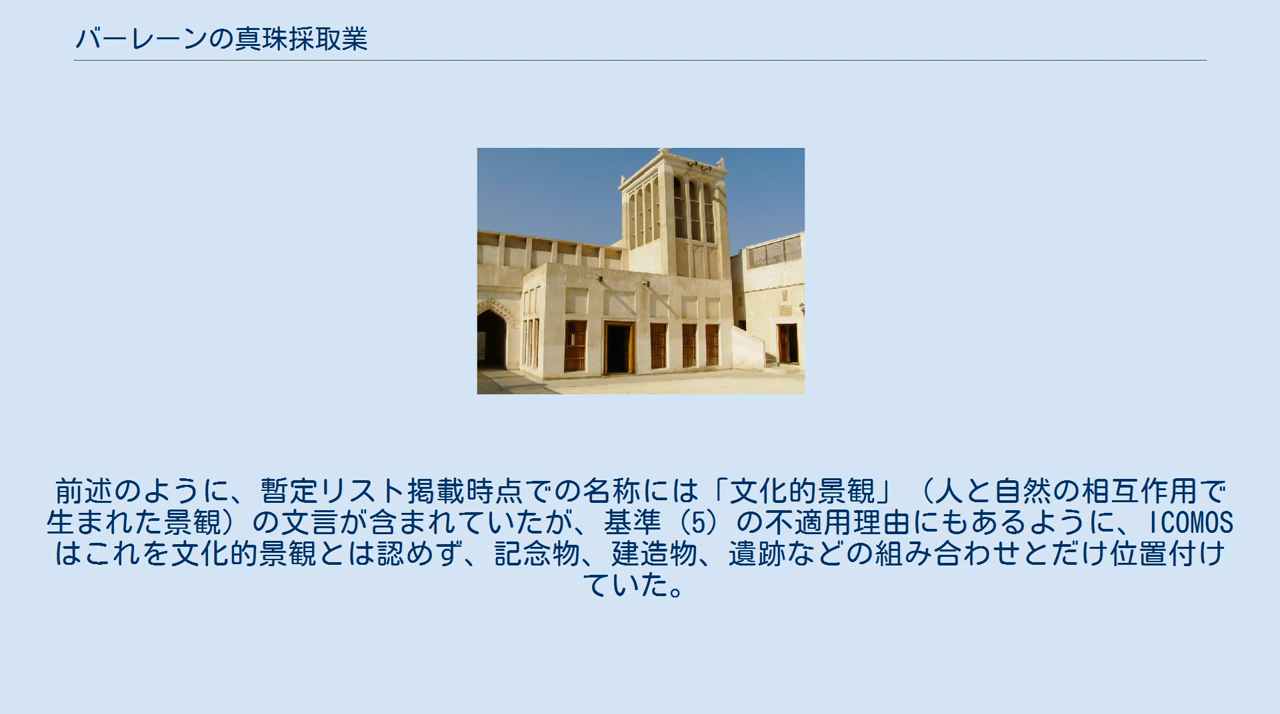 バーレーンの真珠採取業
前述のように、暫定リスト掲載時点での名称には「文化的景観」（人と自然の相互作用で
生まれた景観）の文言が含まれていたが、基準（5）の不適用理由にもあるように、ICOMOS
はこれを文化的景観とは認めず、記念物、建造物、遺跡などの組み合わせとだけ位置付け
ていた。